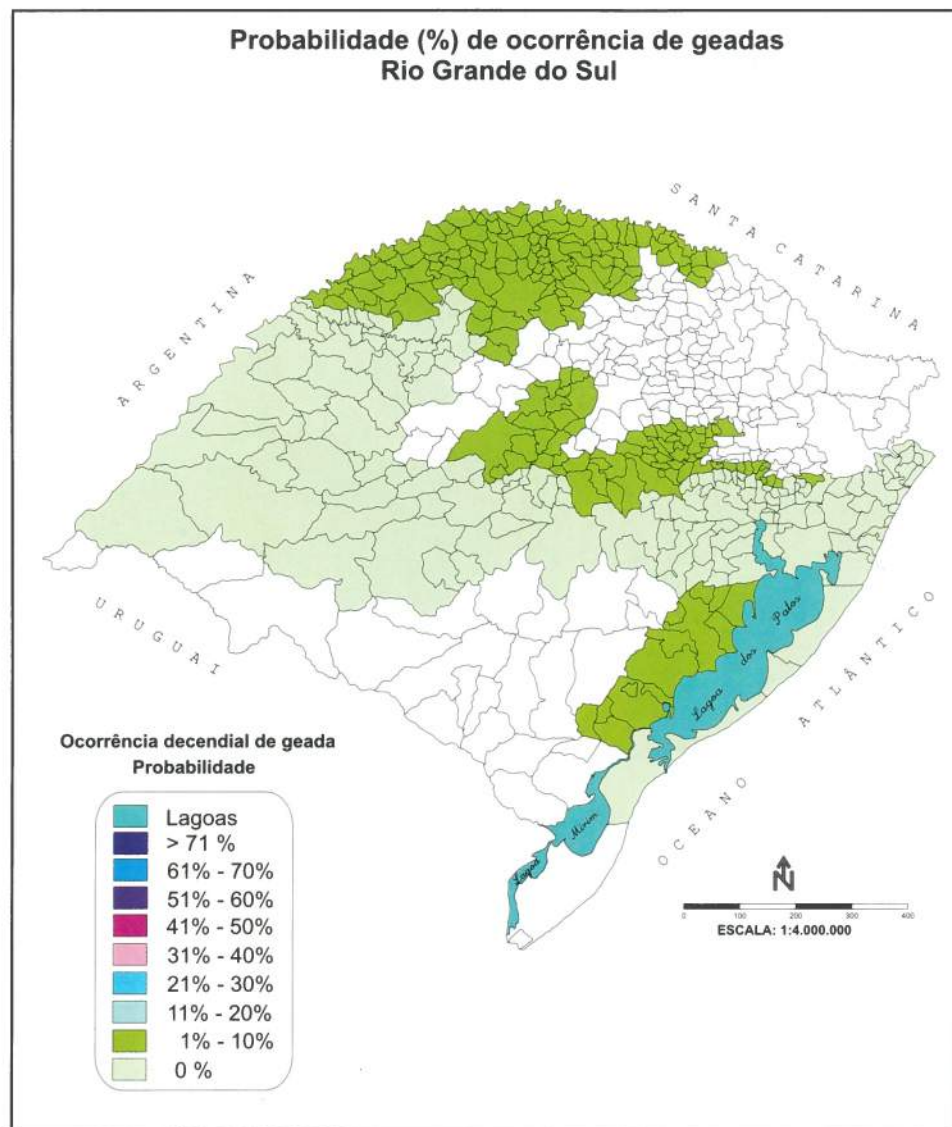 Probabilidade (%) de ocorrência de geadas
Rio Grande do Sul
SANTA CATARINA
ARGENTINA
URUGUAI
Lagoa dos Patos
OCEANO ATLÂNTICO
Lagoa Mirim
Ocorrência decendial de geada
Probabilidade
Lagoas
> 71 %
61% - 70%
51% - 60%
41% - 50%
31% - 40%
21% - 30%
11% - 20%
1% - 10%
0 %
N
0 100 200 300 400
ESCALA: 1:4.000.000